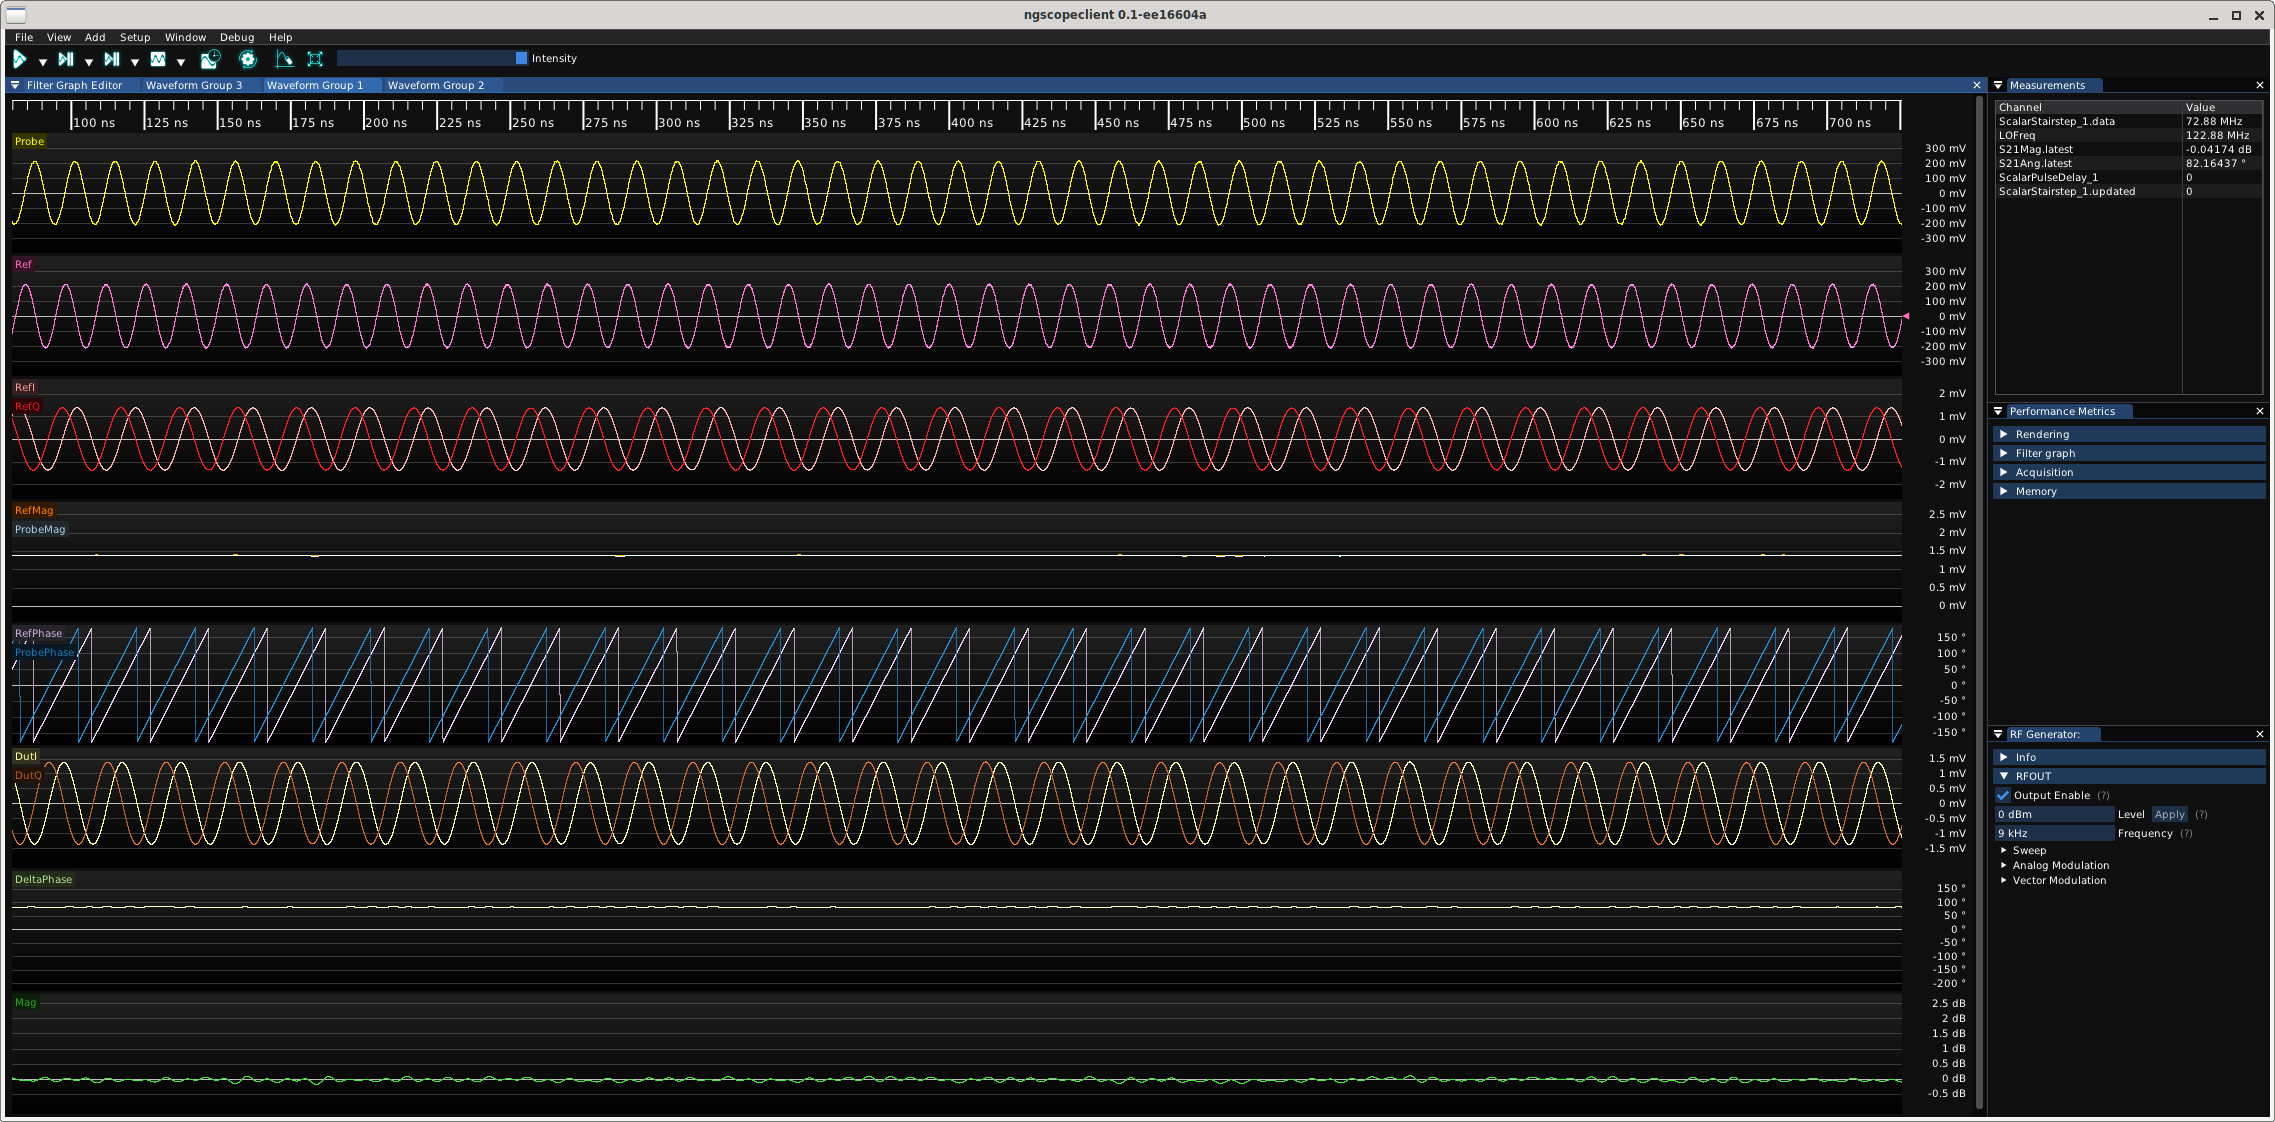 ngscopeclient 0.1-ee16604a
File View Add Setup Window Debug Help
Intensity
Filter Graph Editor Waveform Group 3 Waveform Group 1 Waveform Group 2
100 ns 125 ns 150 ns 175 ns 200 ns 225 ns 250 ns 275 ns 300 ns 325 ns 350 ns 375 ns 400 ns 425 ns 450 ns 475 ns 500 ns 525 ns 550 ns 575 ns 600 ns 625 ns 650 ns 675 ns 700 ns
Probe
300 mV
200 mV
100 mV
0 mV
-100 mV
-200 mV
-300 mV
Ref
300 mV
200 mV
100 mV
0 mV
-100 mV
-200 mV
-300 mV
RefI
RefQ
2 mV
1 mV
0 mV
-1 mV
-2 mV
RefMag
ProbeMag
2.5 mV
2 mV
1.5 mV
1 mV
0.5 mV
0 mV
RefPhase
ProbePhase
150 °
100 °
50 °
0 °
-50 °
-100 °
-150 °
DutI
DutQ
1.5 mV
1 mV
0.5 mV
0 mV
-0.5 mV
-1 mV
-1.5 mV
DeltaPhase
150 °
100 °
50 °
0 °
-50 °
-100 °
-150 °
-200 °
Mag
2.5 dB
2 dB
1.5 dB
1 dB
0.5 dB
0 dB
-0.5 dB
Measurements
Channel Value
ScalarStairstep_1.data 72.88 MHz
LOFreq 122.88 MHz
S21Mag.latest -0.04174 dB
S21Ang.latest 82.16437 °
ScalarPulseDelay_1 0
ScalarStairstep_1.updated 0
Performance Metrics
Rendering
Filter graph
Acquisition
Memory
RF Generator:
Info
RFOUT
Output Enable (?)
0 dBm Level Apply (?)
9 kHz Frequency (?)
Sweep
Analog Modulation
Vector Modulation